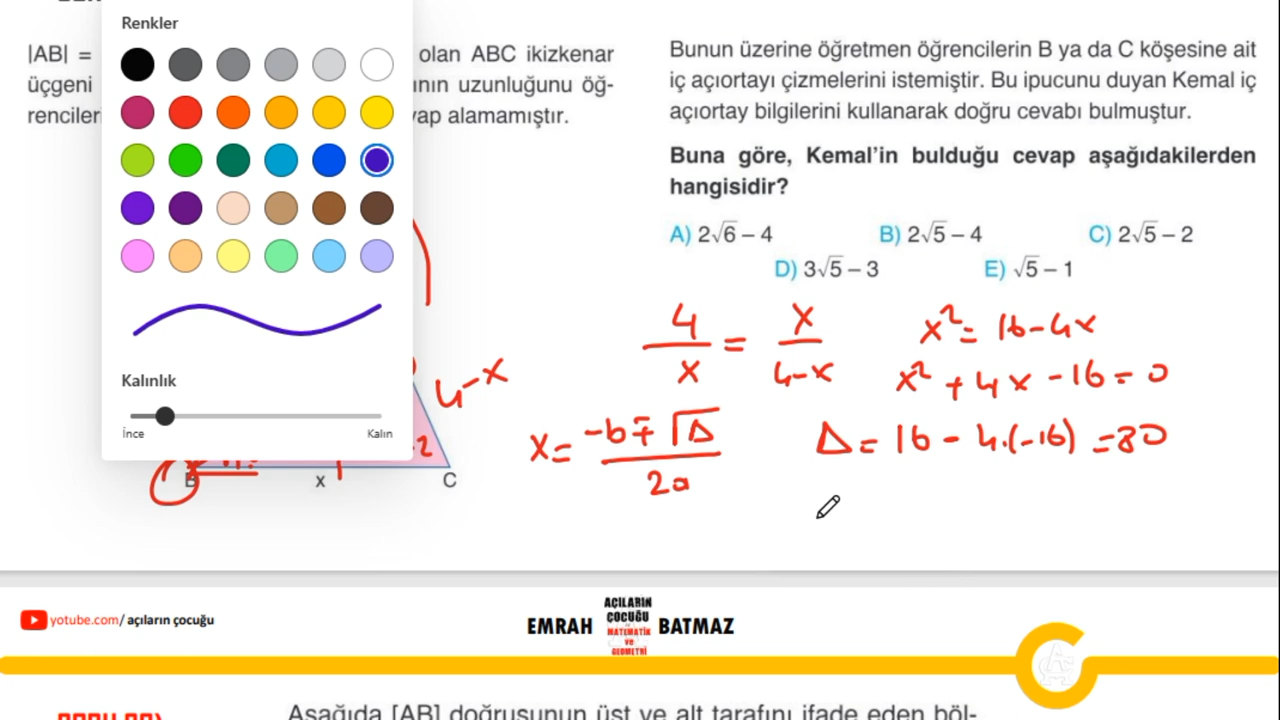 Renkler
|AB| =
olan ABC ikizkenar
üçgeni
nın uzunluğunu öğ-
renciler
vap alamamıştır.
Kalınlık
İnce
Kalın
4-x
B
x
C
Bunun üzerine öğretmen öğrencilerin B ya da C köşesine ait
iç açıortayı çizmelerini istemiştir. Bu ipucunu duyan Kemal iç
açıortay bilgilerini kullanarak doğru cevabı bulmuştur.
Buna göre, Kemal'in bulduğu cevap aşağıdakilerden
hangisidir?
A) 2√6 – 4 B) 2√5 – 4 C) 2√5 – 2
D) 3√5 – 3 E) √5 – 1
4/x = x/4-x
x² = 16-4x
x² + 4x - 16 = 0
x = -b∓√Δ/2a
Δ = 16 - 4.(-16) = 80
yotube.com/ açıların çocuğu
EMRAH
AÇILARIN
ÇOCUĞU
MATEMATİK
ve
GEOMETRİ
BATMAZ
Aşağıda [AB] doğrusunun üst ve alt tarafını ifade eden böl-